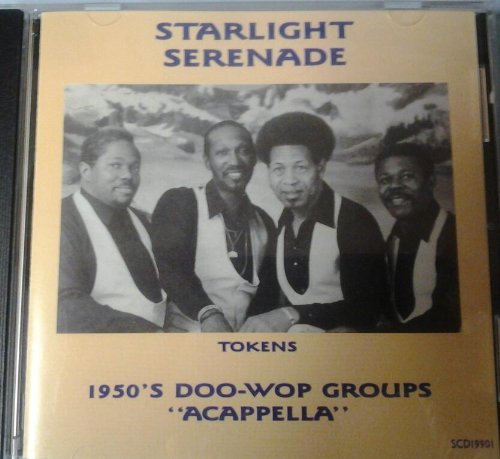 STARLIGHT
SERENADE
TOKENS
1950'S DOO-WOP GROUPS
"ACAPPELLA"
SCD19901